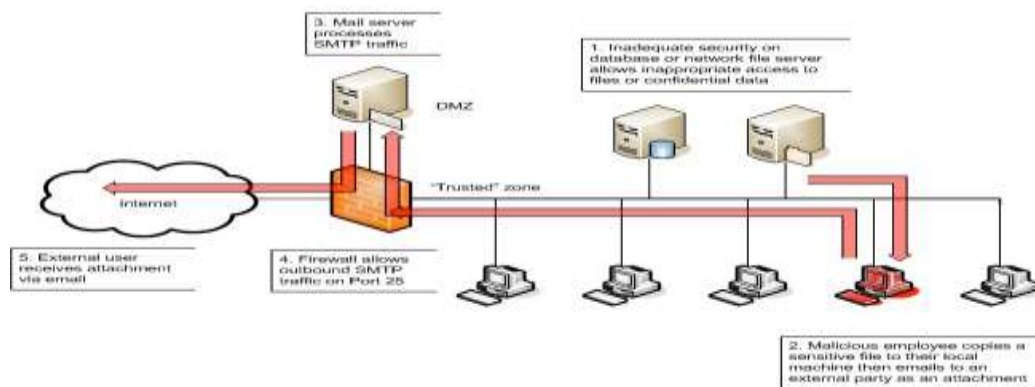 3. Mail server
processes
SMTP traffic
1. Inadequate security on
database or network file server
allows inappropriate access to
files or confidential data
DMZ
"Trusted" zone
Internet
5. External user
receives attachment
via email
4. Firewall allows
outbound SMTP
traffic on Port 25
2. Malicious employee copies a
sensitive file to their local
machine then emails to an
external party as an attachment